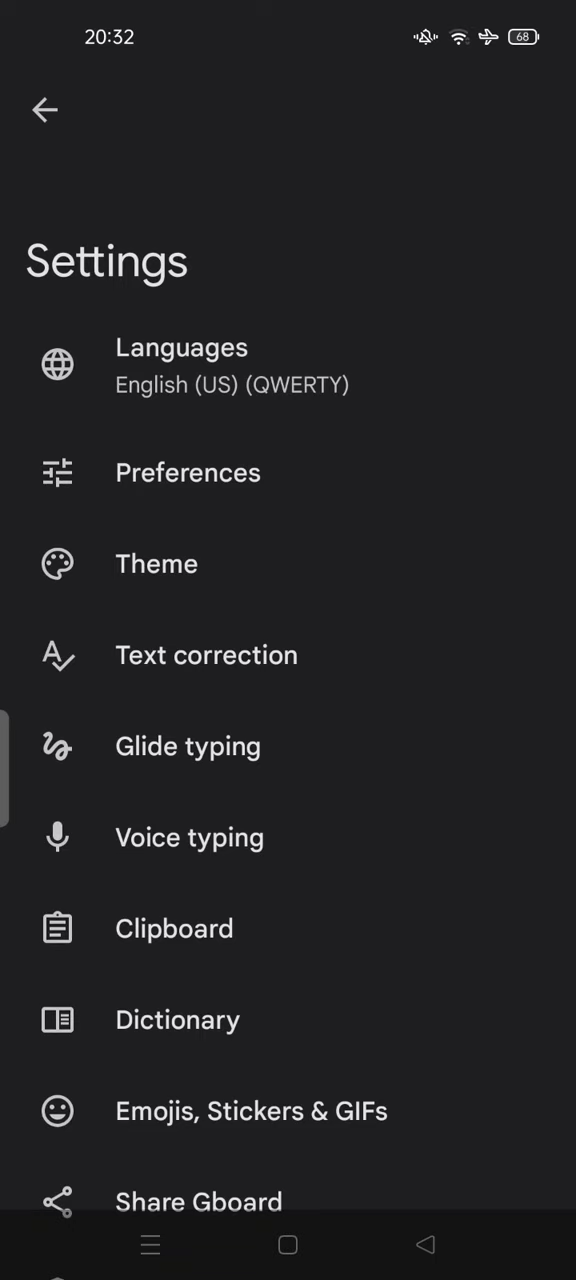 20:32
68
Settings
Languages
English (US) (QWERTY)
Preferences
Theme
Text correction
Glide typing
Voice typing
Clipboard
Dictionary
Emojis, Stickers & GIFs
Share Gboard